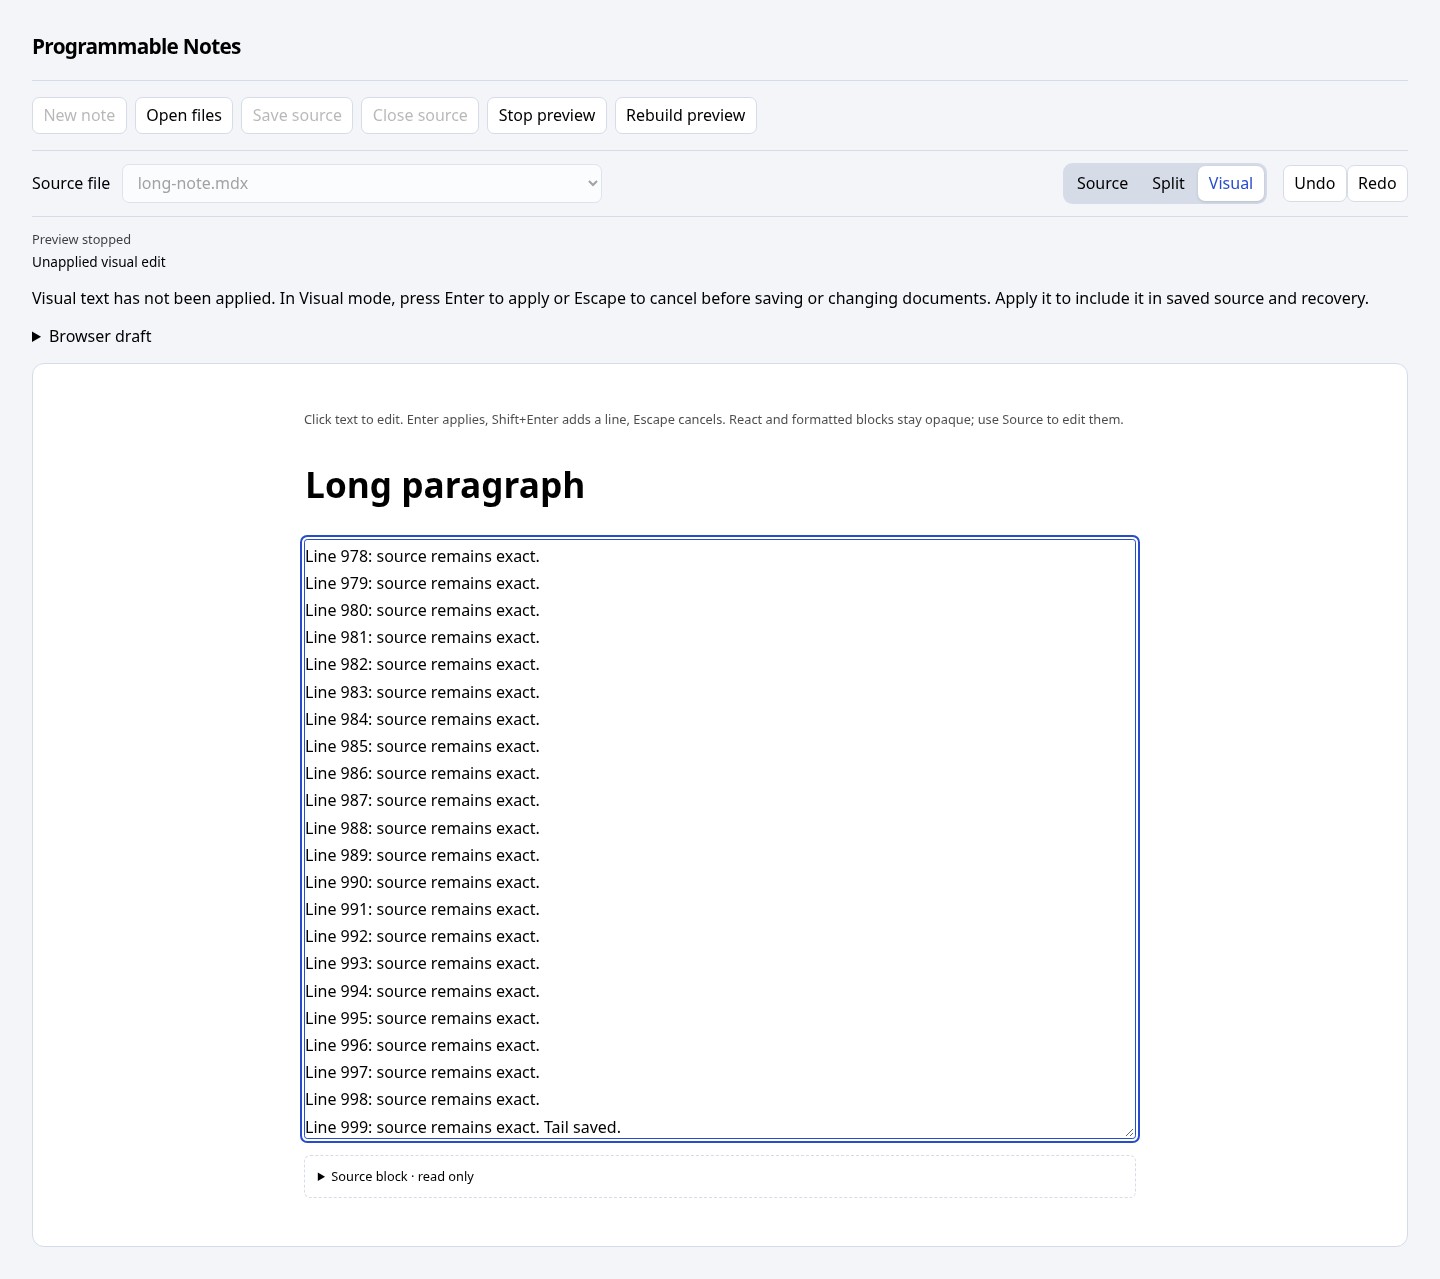 Programmable Notes
New note Open files Save source Close source Stop preview Rebuild preview
Source file long-note.mdx Source Split Visual Undo Redo
Preview stopped
Unapplied visual edit
Visual text has not been applied. In Visual mode, press Enter to apply or Escape to cancel before saving or changing documents. Apply it to include it in saved source and recovery.
Browser draft
Click text to edit. Enter applies, Shift+Enter adds a line, Escape cancels. React and formatted blocks stay opaque; use Source to edit them.
Long paragraph
Line 978: source remains exact.
Line 979: source remains exact.
Line 980: source remains exact.
Line 981: source remains exact.
Line 982: source remains exact.
Line 983: source remains exact.
Line 984: source remains exact.
Line 985: source remains exact.
Line 986: source remains exact.
Line 987: source remains exact.
Line 988: source remains exact.
Line 989: source remains exact.
Line 990: source remains exact.
Line 991: source remains exact.
Line 992: source remains exact.
Line 993: source remains exact.
Line 994: source remains exact.
Line 995: source remains exact.
Line 996: source remains exact.
Line 997: source remains exact.
Line 998: source remains exact.
Line 999: source remains exact. Tail saved.
Source block · read only